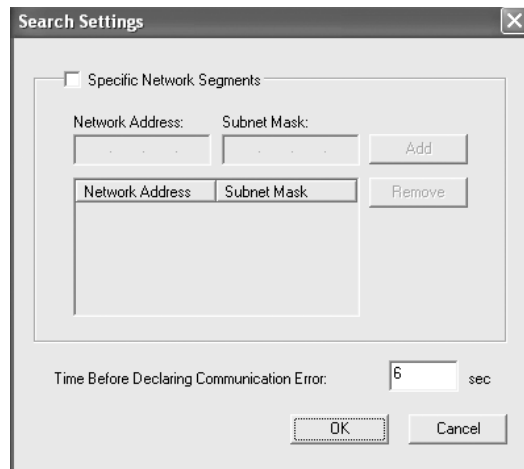 Search Settings
Specific Network Segments
Network Address: Subnet Mask:
Add
Network Address Subnet Mask
Remove
Time Before Declaring Communication Error: 6 sec
OK Cancel